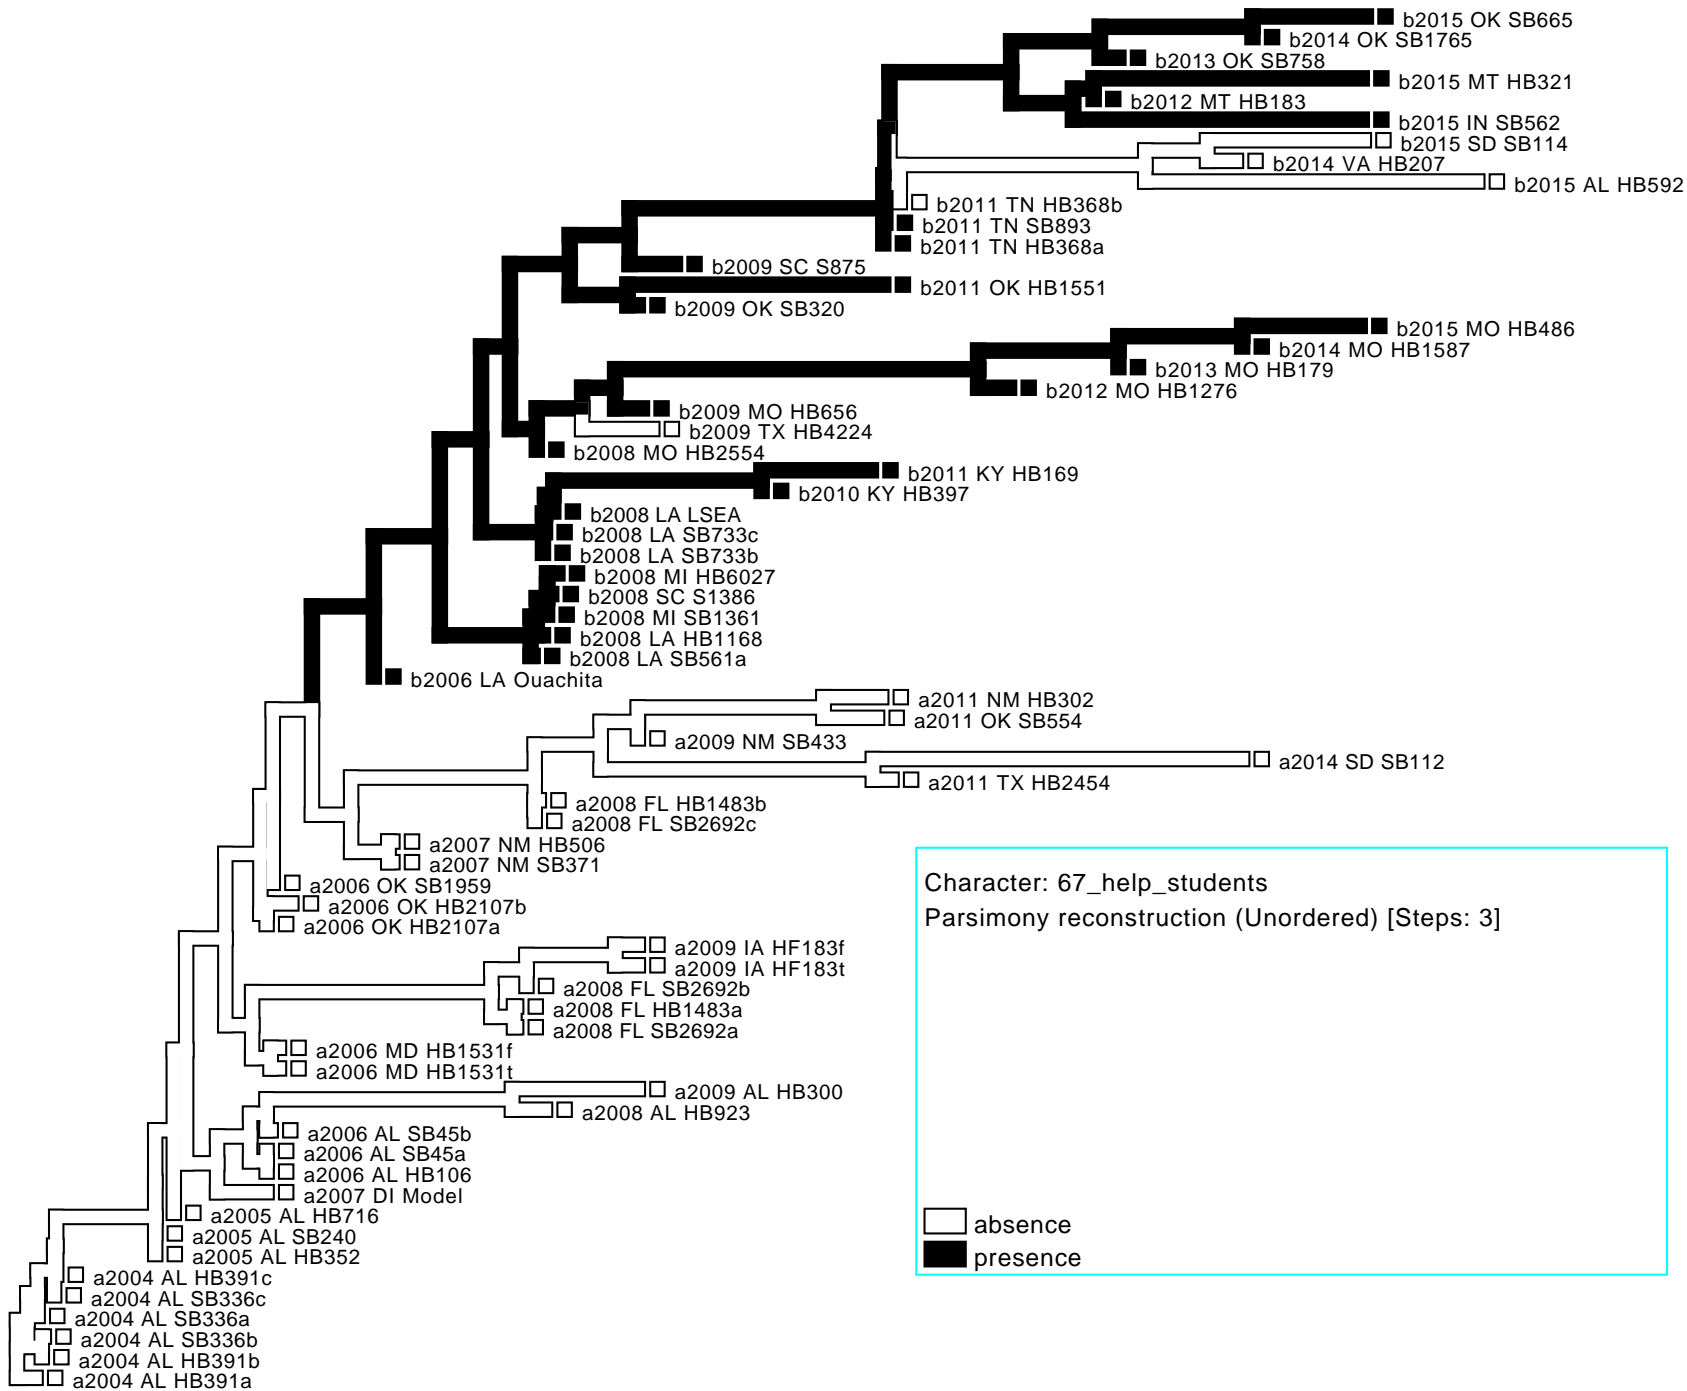 b2015 OK SB665
b2014 OK SB1765
b2013 OK SB758
b2015 MT HB321
b2012 MT HB183
b2015 IN SB562
b2015 SD SB114
b2014 VA HB207
b2015 AL HB592
b2011 TN HB368b
b2011 TN SB893
b2011 TN HB368a
b2009 SC S875
b2011 OK HB1551
b2009 OK SB320
b2015 MO HB486
b2014 MO HB1587
b2013 MO HB179
b2012 MO HB1276
b2009 MO HB656
b2009 TX HB4224
b2008 MO HB2554
b2011 KY HB169
b2010 KY HB397
b2008 LA LSEA
b2008 LA SB733c
b2008 LA SB733b
b2008 MI HB6027
b2008 SC S1386
b2008 MI SB1361
b2008 LA HB1168
b2008 LA SB561a
b2006 LA Ouachita
a2011 NM HB302
a2011 OK SB554
a2009 NM SB433
a2014 SD SB112
a2011 TX HB2454
a2008 FL HB1483b
a2008 FL SB2692c
a2007 NM HB506
a2007 NM SB371
a2006 OK SB1959
a2006 OK HB2107b
a2006 OK HB2107a
a2009 IA HF183f
a2009 IA HF183t
a2008 FL SB2692b
a2008 FL HB1483a
a2008 FL SB2692a
a2006 MD HB1531f
a2006 MD HB1531t
a2009 AL HB300
a2008 AL HB923
a2006 AL SB45b
a2006 AL SB45a
a2006 AL HB106
a2007 DI Model
a2005 AL HB716
a2005 AL SB240
a2005 AL HB352
a2004 AL HB391c
a2004 AL SB336c
a2004 AL SB336a
a2004 AL SB336b
a2004 AL HB391b
a2004 AL HB391a
Character: 67_help_students
Parsimony reconstruction (Unordered) [Steps: 3]
absence
presence